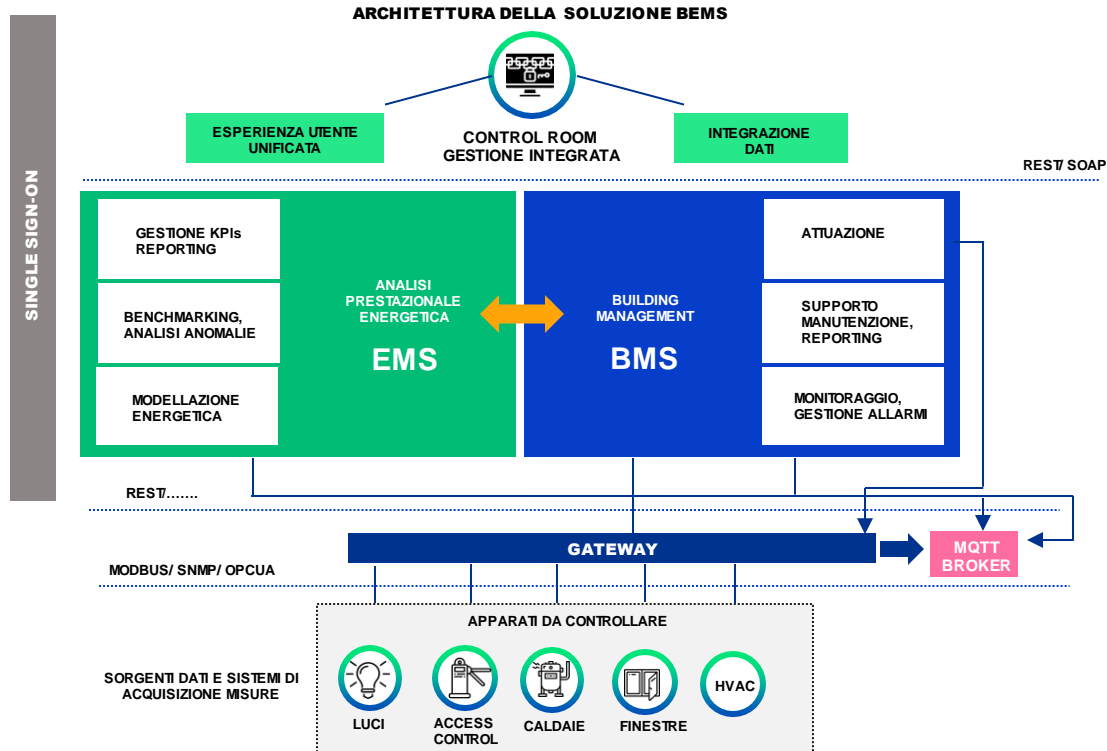 ARCHITETTURA DELLA SOLUZIONE BEMS
SINGLE SIGN-ON
ESPERIENZA UTENTE
UNIFICATA
CONTROL ROOM
GESTIONE INTEGRATA
INTEGRAZIONE
DATI
REST/ SOAP
GESTIONE KPIs
REPORTING
BENCHMARKING,
ANALISI ANOMALIE
MODELLAZIONE
ENERGETICA
ANALISI
PRESTAZIONALE
ENERGETICA
EMS
BUILDING
MANAGEMENT
BMS
ATTUAZIONE
SUPPORTO
MANUTENZIONE,
REPORTING
MONITORAGGIO,
GESTIONE ALLARMI
REST/.......
GATEWAY
MQTT
BROKER
MODBUS/ SNMP/ OPCUA
APPARATI DA CONTROLLARE
SORGENTI DATI E SISTEMI DI
ACQUISIZIONE MISURE
LUCI
ACCESS
CONTROL
CALDAIE
FINESTRE
HVAC